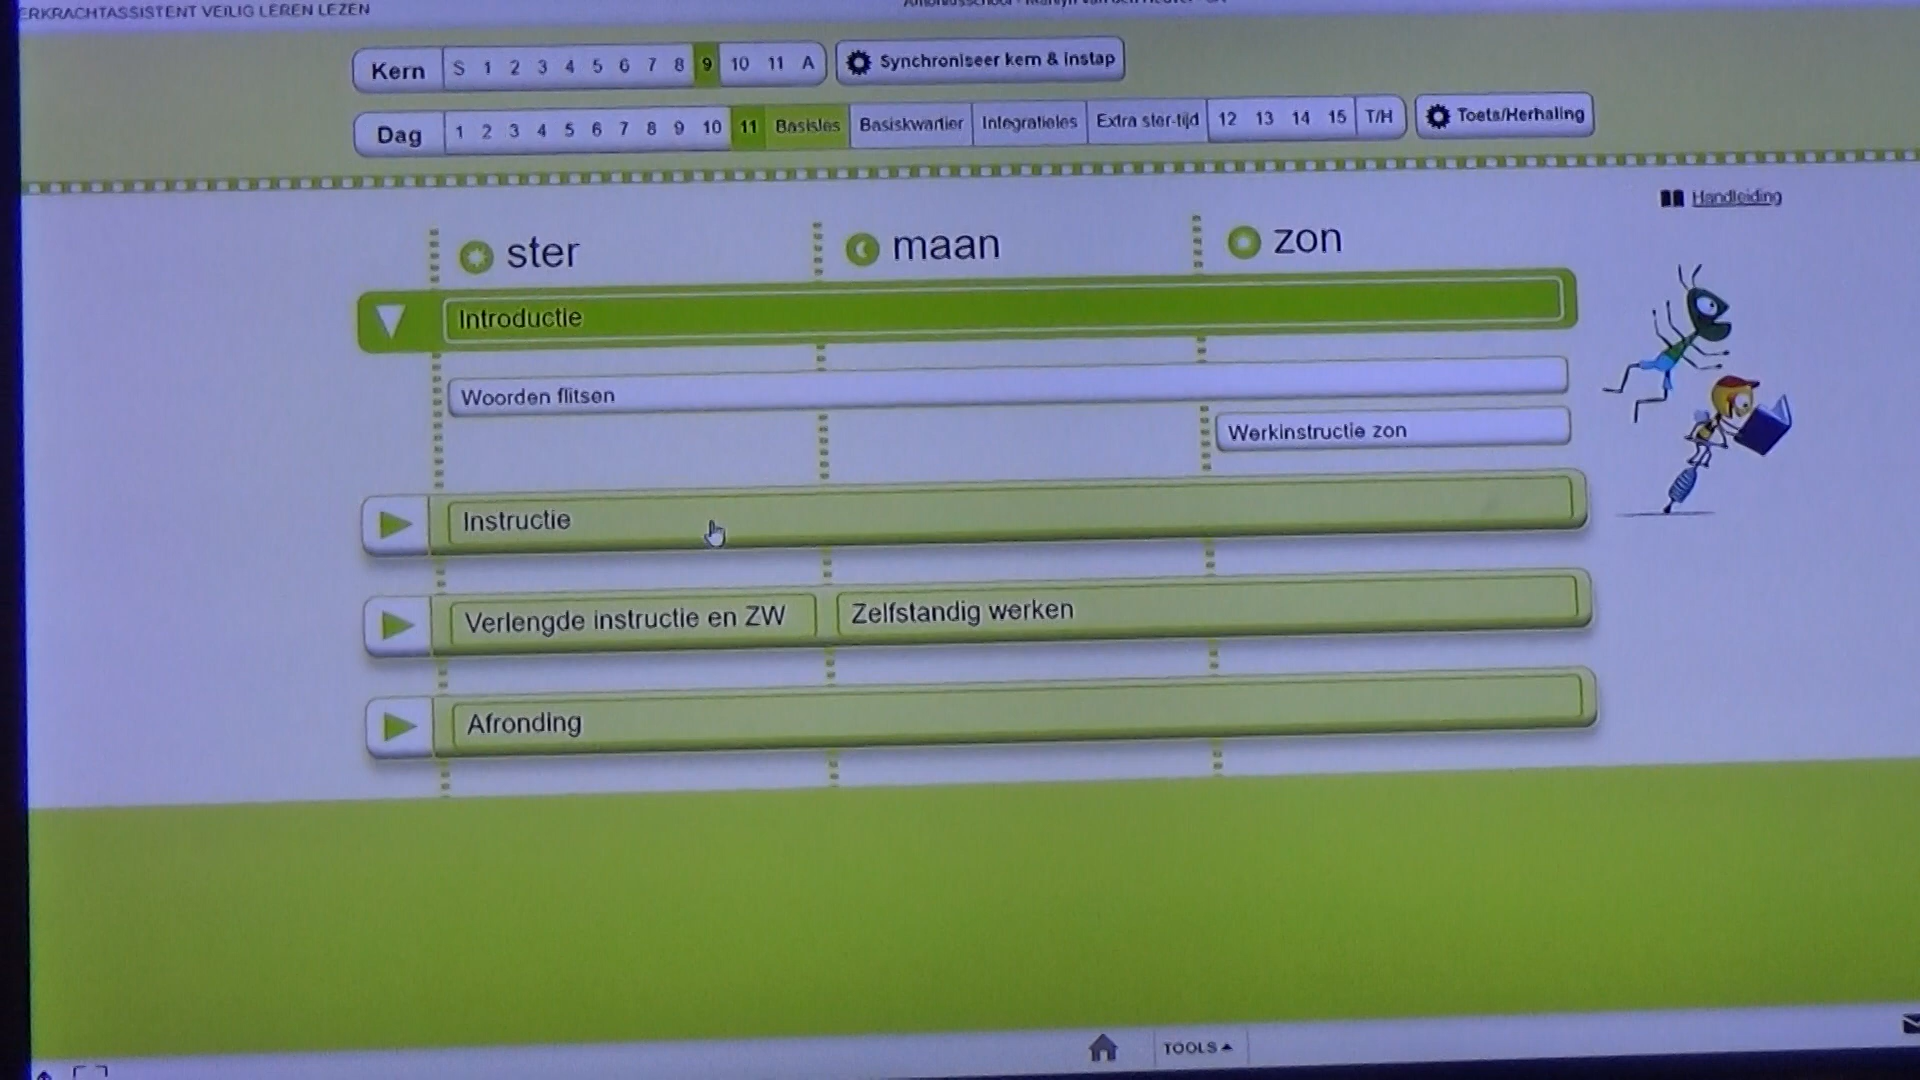 ERKRACHTASSISTENT VEILIG LEREN LEZEN
Kern S 1 2 3 4 5 6 7 8 9 10 11 A Synchroniseer kern & instap
Dag 1 2 3 4 5 6 7 8 9 10 11 Basisles Basiskwartier Integratieles Extra ster-tijd 12 13 14 15 T/H Toets/Herhaling
Handleiding
ster maan zon
Introductie
Woorden flitsen
Werkinstructie zon
Instructie
Verlengde instructie en ZW Zelfstandig werken
Afronding
TOOLS